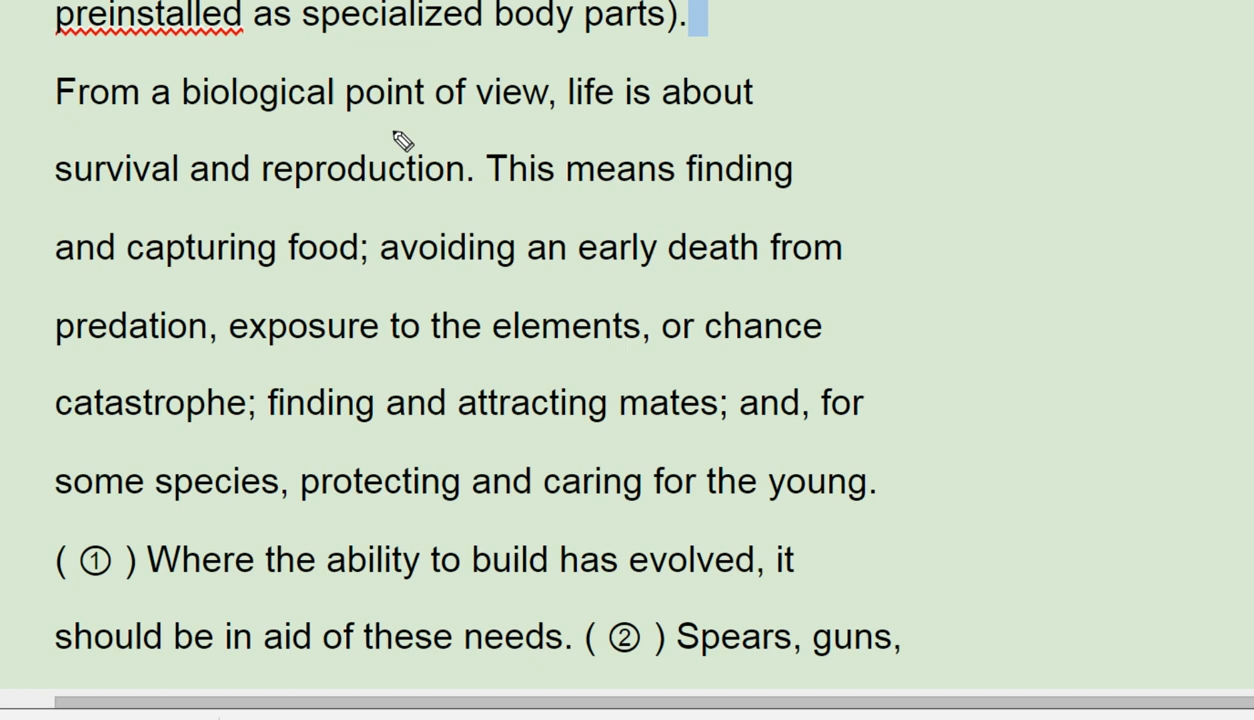 preinstalled as specialized body parts).
From a biological point of view, life is about
survival and reproduction. This means finding
and capturing food; avoiding an early death from
predation, exposure to the elements, or chance
catastrophe; finding and attracting mates; and, for
some species, protecting and caring for the young.
( ① ) Where the ability to build has evolved, it
should be in aid of these needs. ( ② ) Spears, guns,